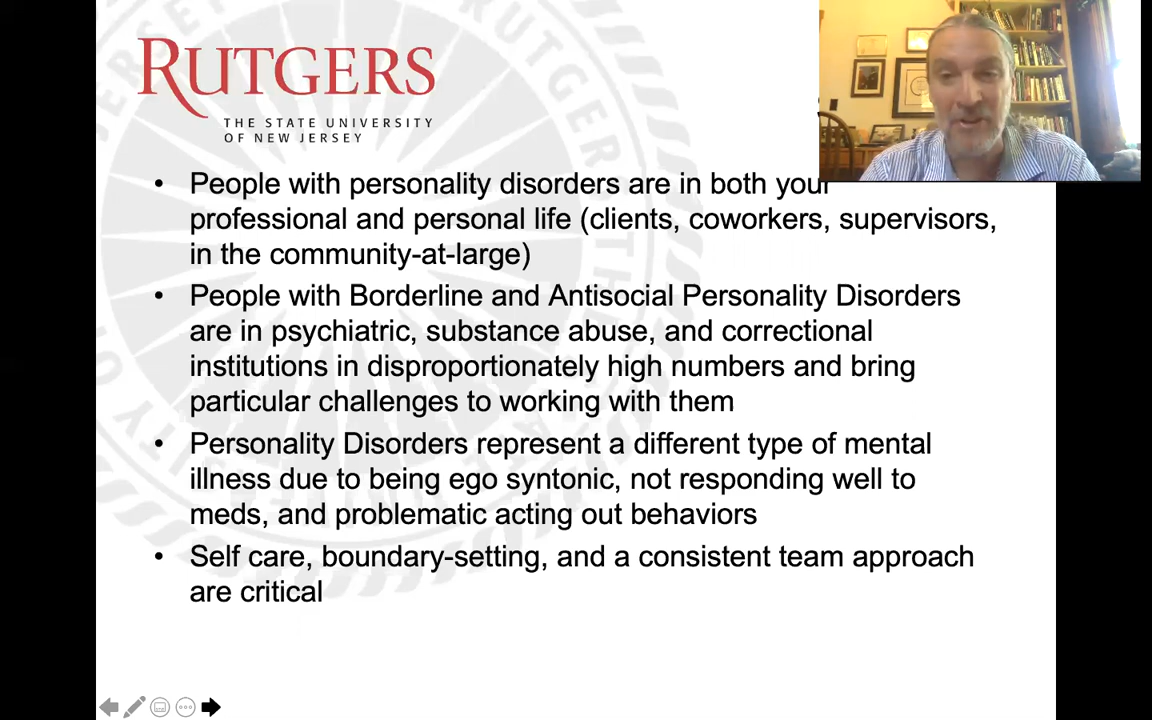 RUTGERS
THE STATE UNIVERSITY
OF NEW JERSEY
• People with personality disorders are in both your
professional and personal life (clients, coworkers, supervisors,
in the community-at-large)
• People with Borderline and Antisocial Personality Disorders
are in psychiatric, substance abuse, and correctional
institutions in disproportionately high numbers and bring
particular challenges to working with them
• Personality Disorders represent a different type of mental
illness due to being ego syntonic, not responding well to
meds, and problematic acting out behaviors
• Self care, boundary-setting, and a consistent team approach
are critical